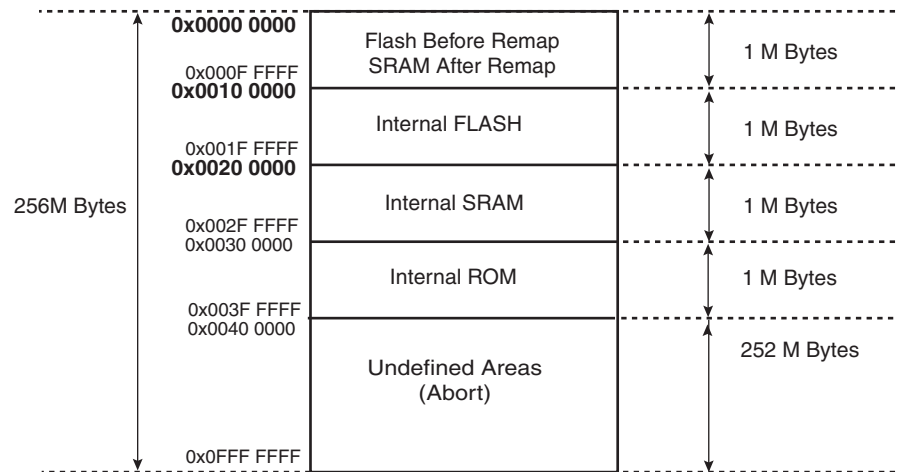 0x0000 0000
Flash Before Remap
SRAM After Remap
1 M Bytes
0x000F FFFF
0x0010 0000
Internal FLASH
1 M Bytes
0x001F FFFF
0x0020 0000
256M Bytes
Internal SRAM
1 M Bytes
0x002F FFFF
0x0030 0000
Internal ROM
1 M Bytes
0x003F FFFF
0x0040 0000
252 M Bytes
Undefined Areas
(Abort)
0x0FFF FFFF